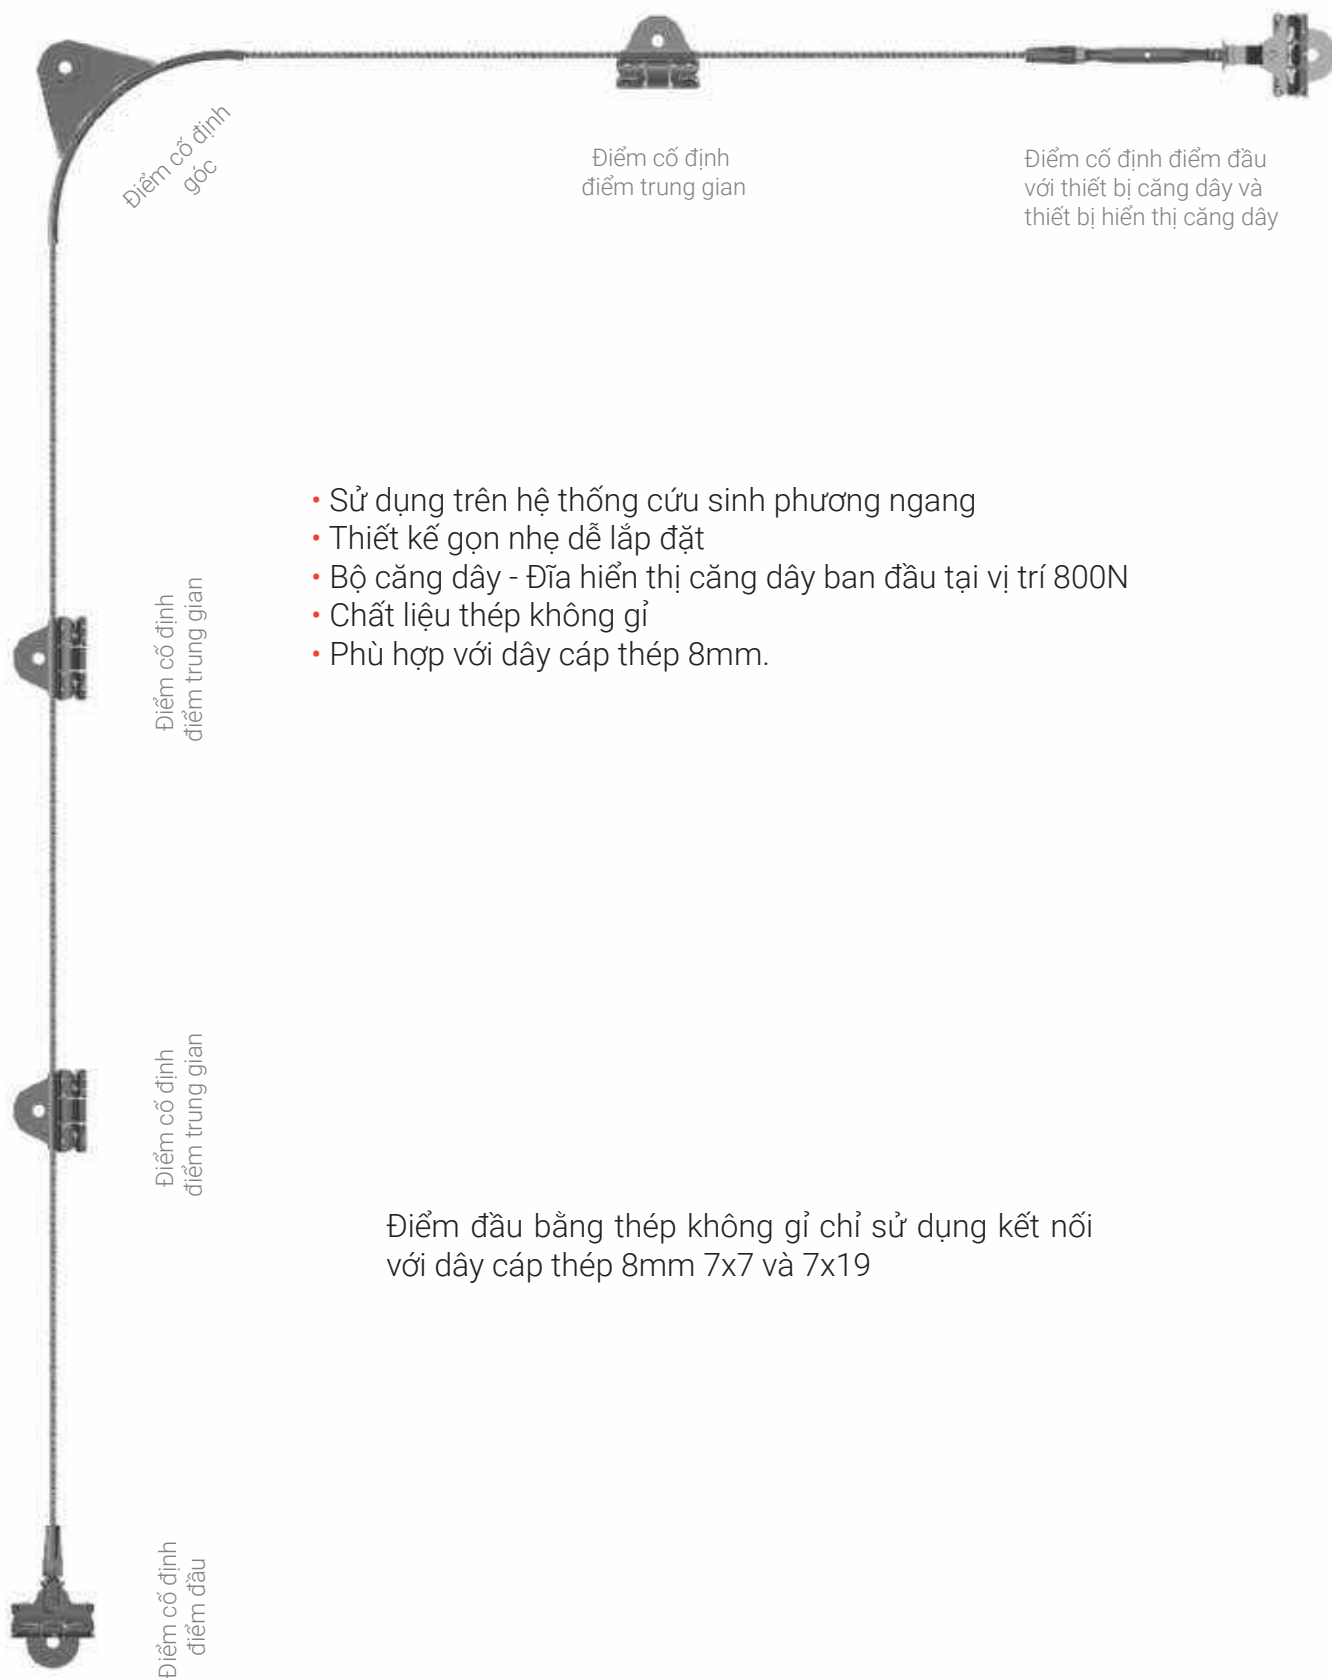 Điểm cố định
góc
Điểm cố định
điểm trung gian
Điểm cố định điểm đầu
với thiết bị căng dây và
thiết bị hiển thị căng dây
• Sử dụng trên hệ thống cứu sinh phương ngang
• Thiết kế gọn nhẹ dễ lắp đặt
• Bộ căng dây - Đĩa hiển thị căng dây ban đầu tại vị trí 800N
• Chất liệu thép không gỉ
• Phù hợp với dây cáp thép 8mm.
Điểm cố định
điểm trung gian
Điểm cố định
điểm trung gian
Điểm đầu bằng thép không gỉ chỉ sử dụng kết nối
với dây cáp thép 8mm 7x7 và 7x19
Điểm cố định
điểm đầu